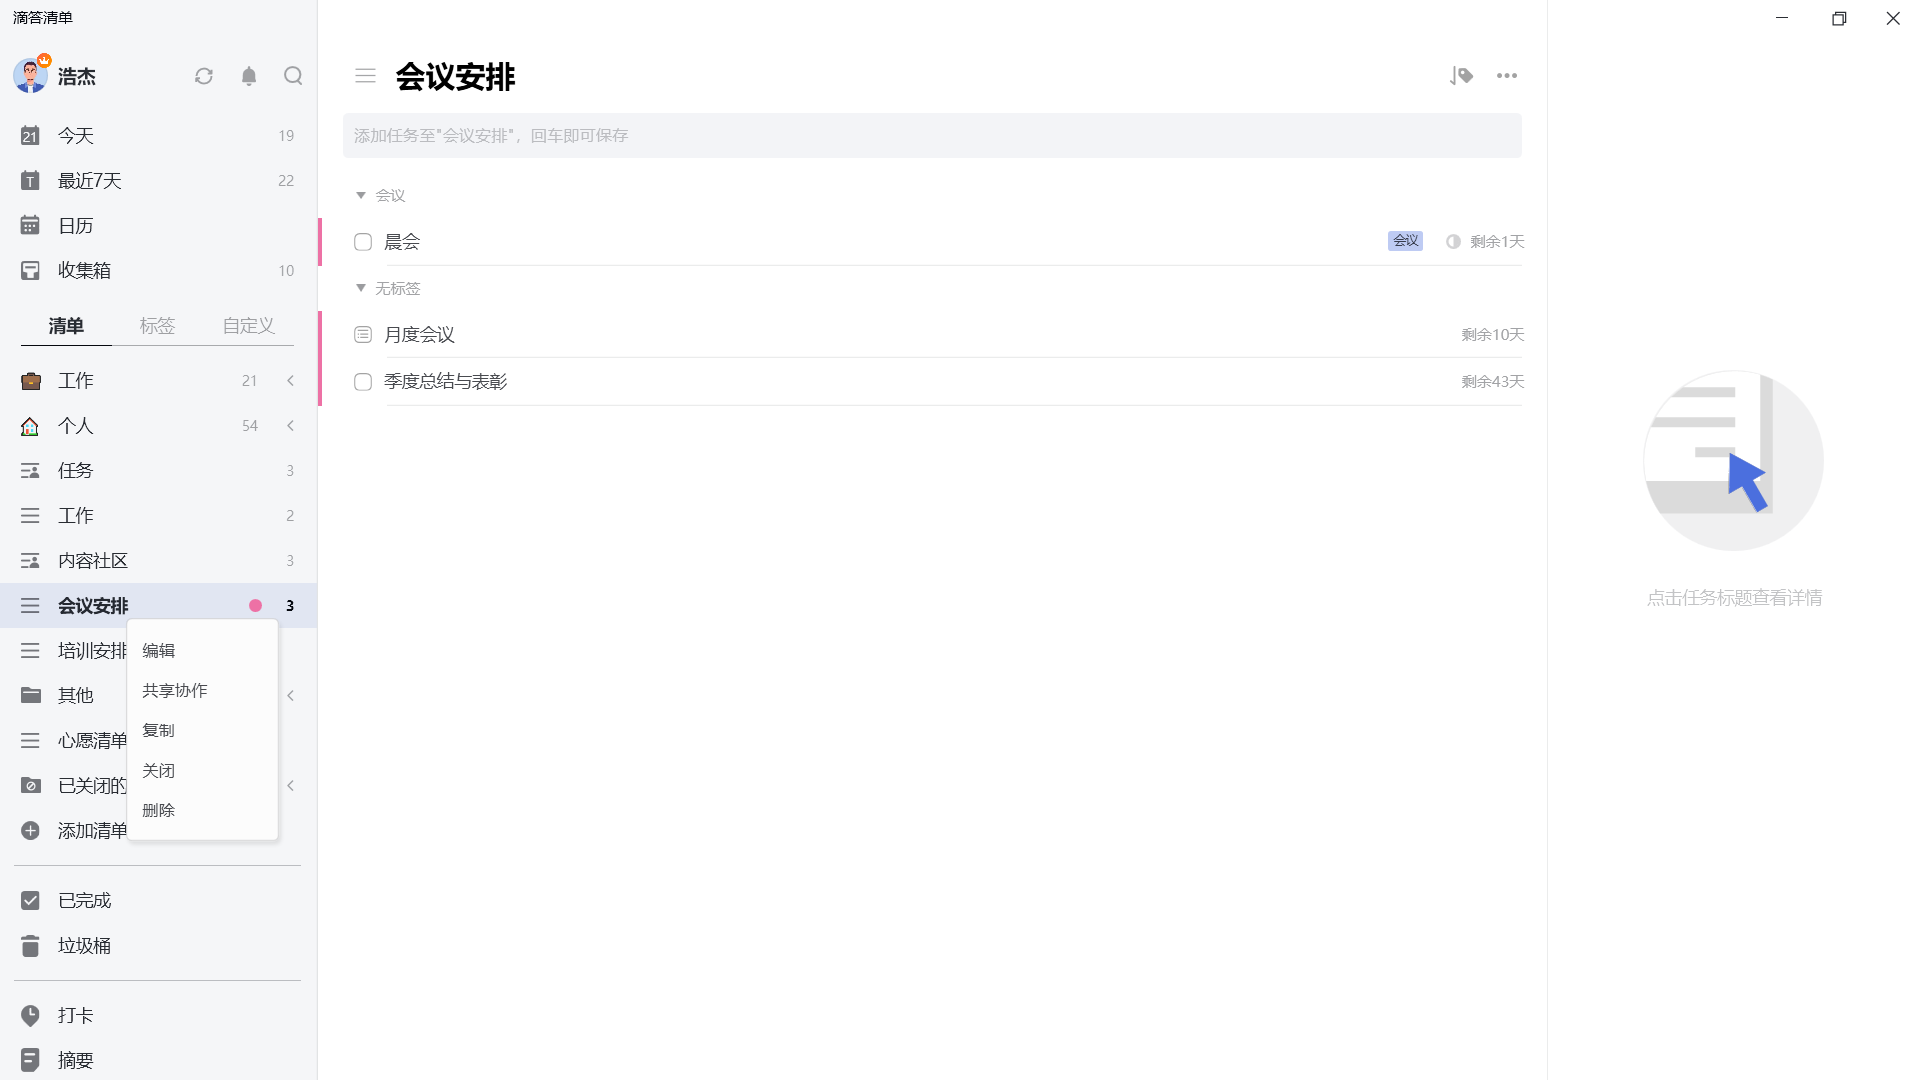 滴答清单
浩杰
21 今天 19
T 最近7天 22
日历
收集箱 10
清单 标签 自定义
工作 21
个人 54
任务 3
工作 2
内容社区 3
会议安排 3
培训安排
其他
心愿清单
已关闭的
添加清单
编辑
共享协作
复制
关闭
删除
已完成
垃圾桶
打卡
摘要
会议安排
添加任务至"会议安排"，回车即可保存
会议
晨会 会议 剩余1天
无标签
月度会议 剩余10天
季度总结与表彰 剩余43天
点击任务标题查看详情